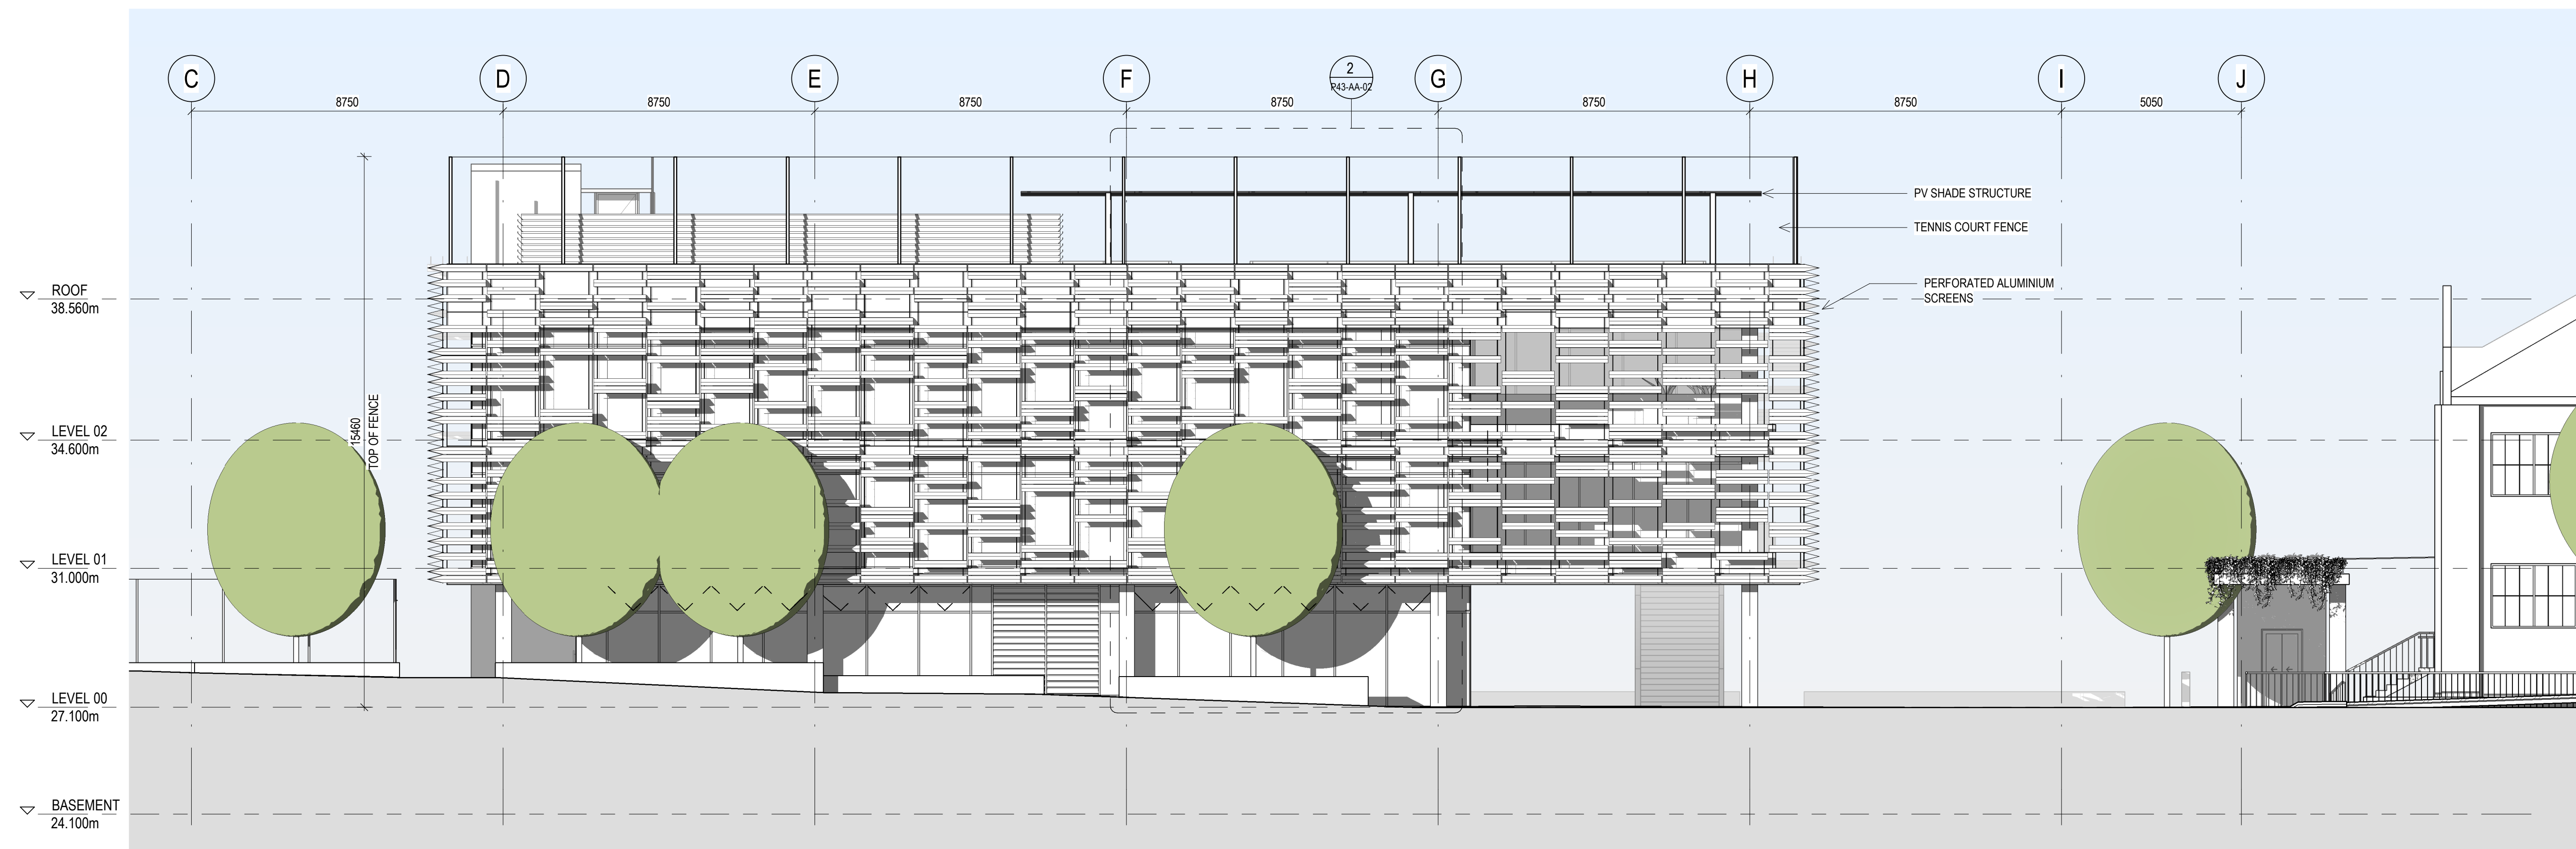 C
D
E
F
2
P43-AA-02
G
H
I
J
8750
8750
8750
8750
8750
8750
5050
PV SHADE STRUCTURE
TENNIS COURT FENCE
PERFORATED ALUMINIUM
SCREENS
ROOF
38.560m
15460
TOP OF FENCE
LEVEL 02
34.600m
LEVEL 01
31.000m
LEVEL 00
27.100m
BASEMENT
24.100m